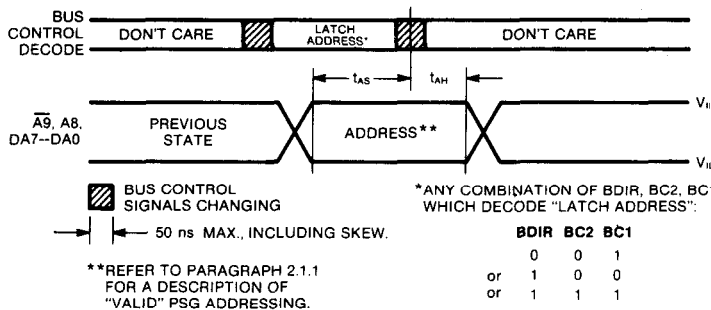 BUS
CONTROL
DECODE
DON'T CARE
LATCH
ADDRESS*
DON'T CARE
tAS
tAH
A9, A8,
DA7--DA0
PREVIOUS
STATE
ADDRESS**
BUS CONTROL
SIGNALS CHANGING
50 ns MAX., INCLUDING SKEW.
**REFER TO PARAGRAPH 2.1.1
FOR A DESCRIPTION OF
"VALID" PSG ADDRESSING.
*ANY COMBINATION OF BDIR, BC2,
WHICH DECODE "LATCH ADDRESS":
BDIR BC2 BC1
0 0 1
or 1 0 0
or 1 1 1